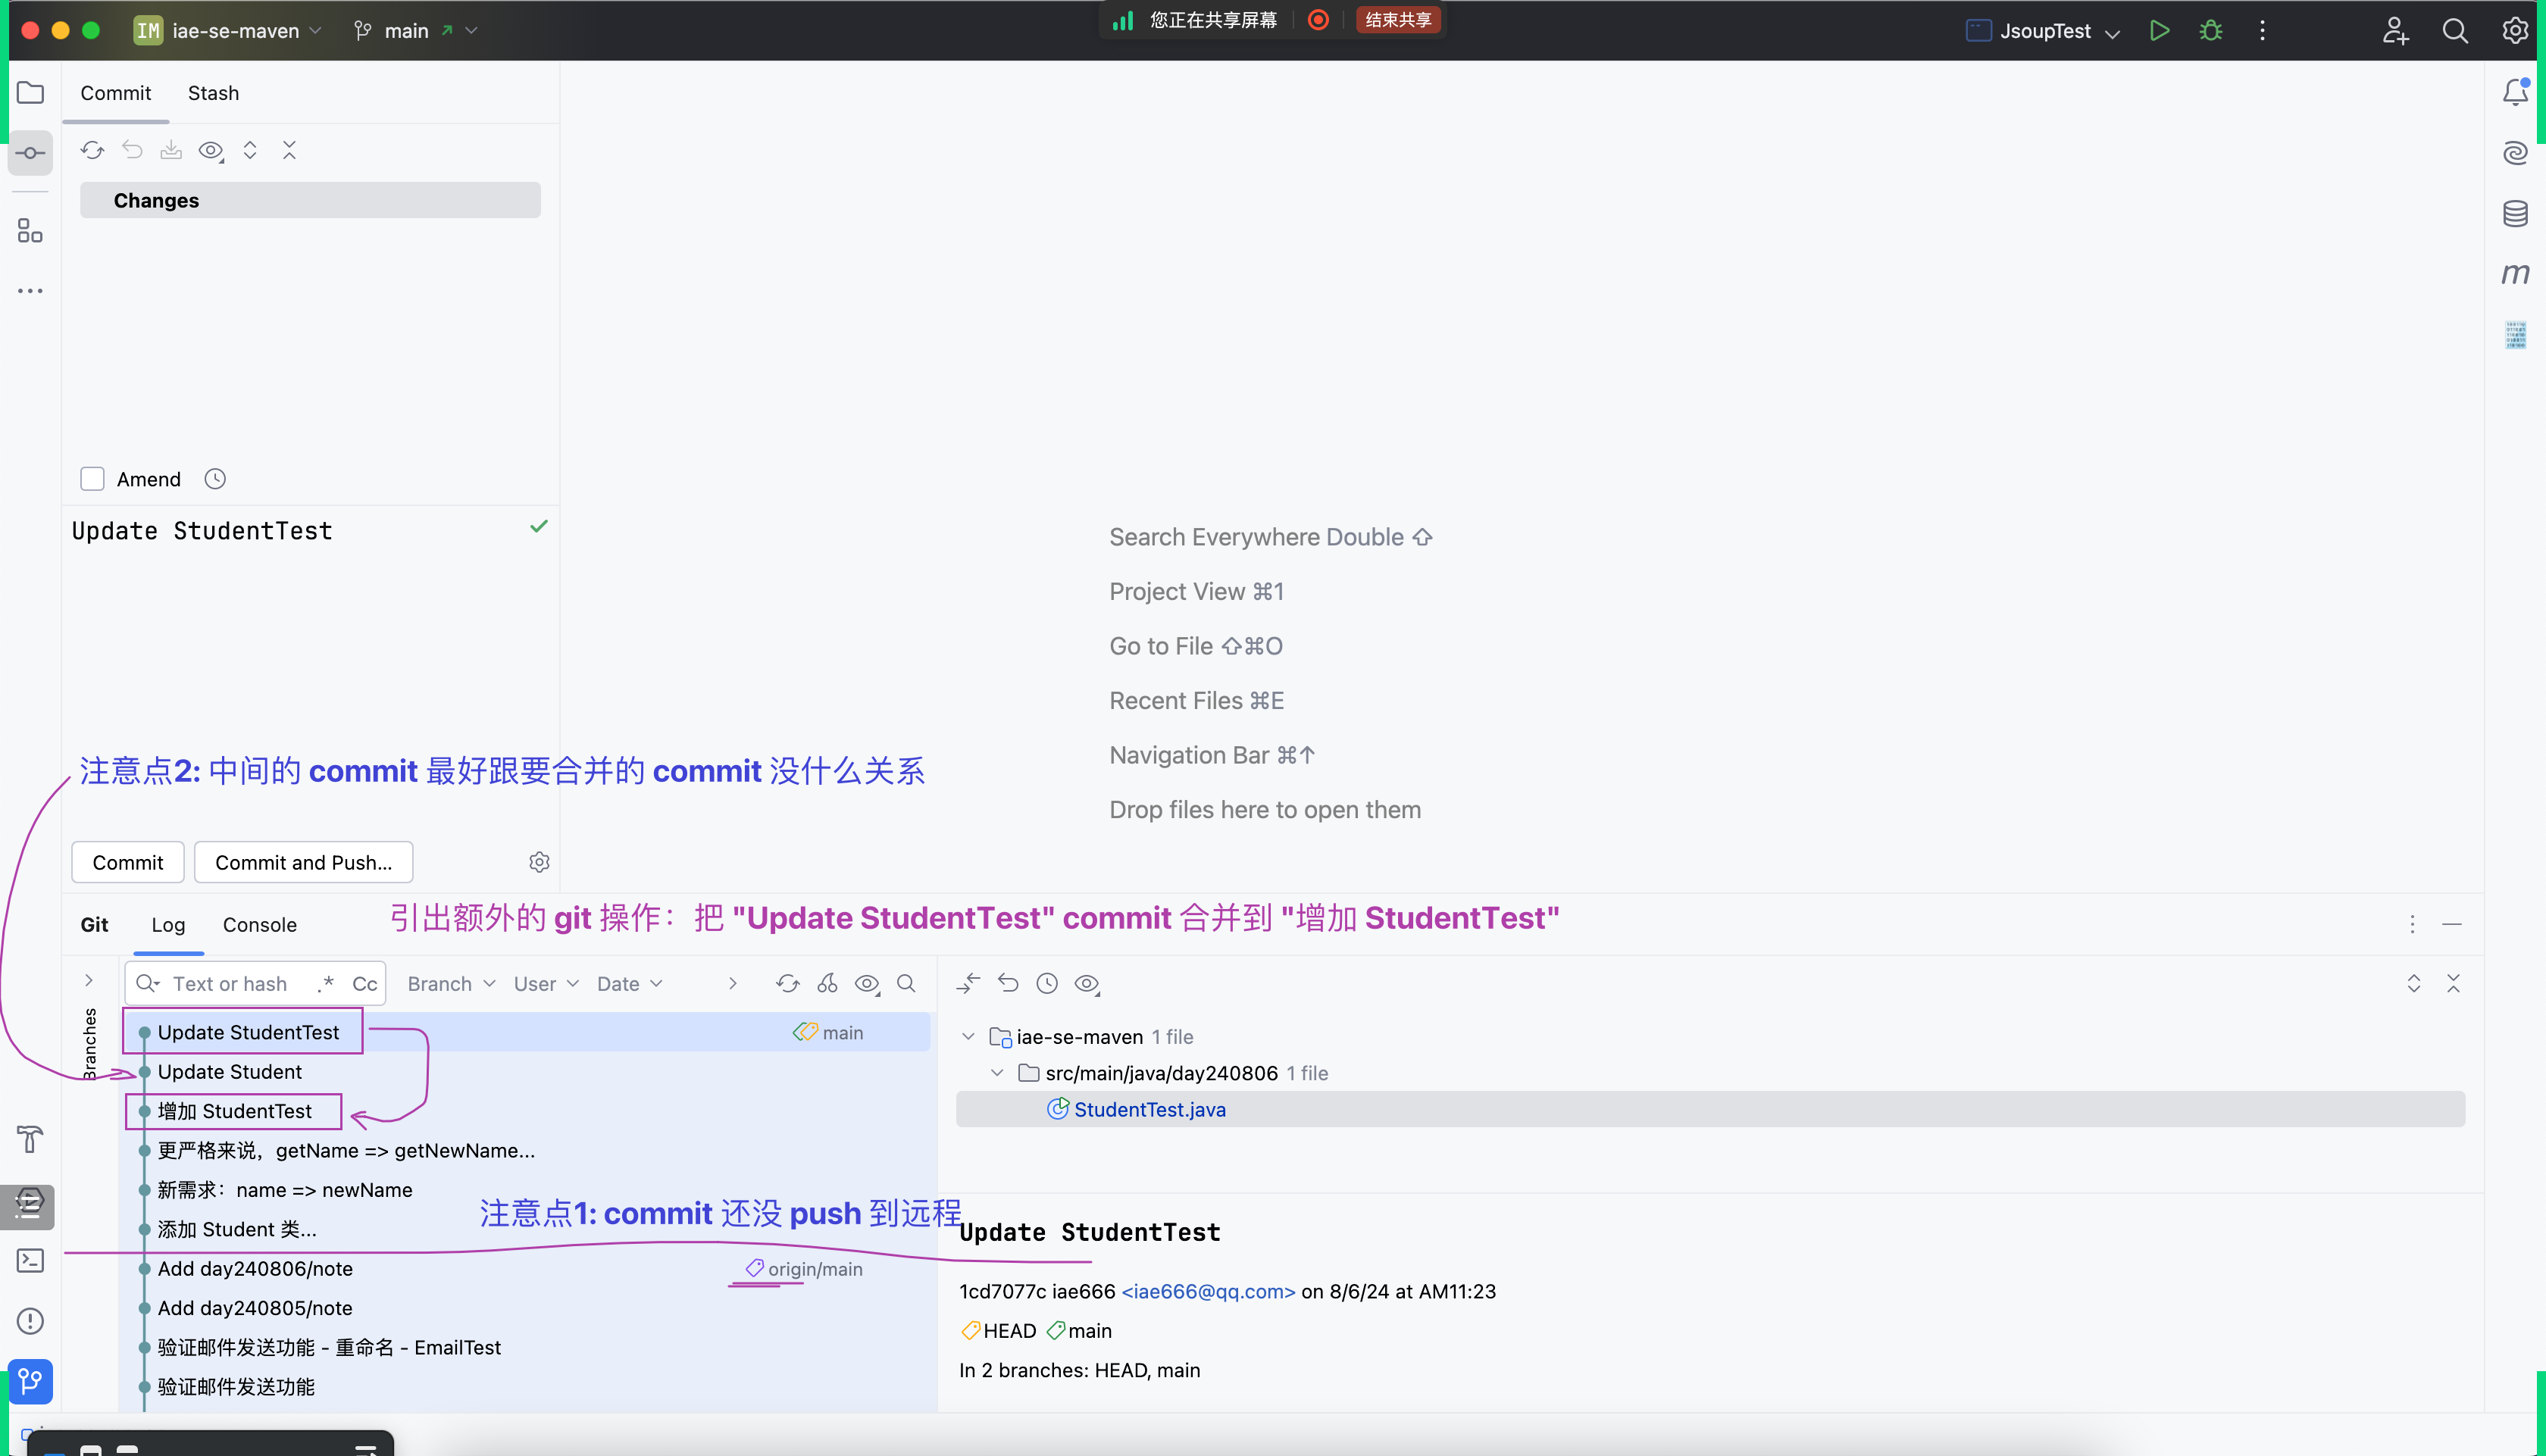 IM iae-se-maven main 您正在共享屏幕 结束共享 JsoupTest
Commit Stash
Changes
Amend
Update StudentTest
Search Everywhere Double ⇧
Project View ⌘1
Go to File ⇧⌘O
Recent Files ⌘E
Navigation Bar ⌘↑
Drop files here to open them
注意点2: 中间的 commit 最好跟要合并的 commit 没什么关系
Commit Commit and Push...
引出额外的 git 操作：把 "Update StudentTest" commit 合并到 "增加 StudentTest"
Git Log Console
Text or hash .* Cc Branch User Date
Branches
Update StudentTest main
Update Student
增加 StudentTest
更严格来说，getName => getNewName...
新需求：name => newName
添加 Student 类...
注意点1: commit 还没 push 到远程
Add day240806/note origin/main
Add day240805/note
验证邮件发送功能 - 重命名 - EmailTest
验证邮件发送功能
iae-se-maven 1 file
src/main/java/day240806 1 file
StudentTest.java
Update StudentTest
1cd7077c iae666 <iae666@qq.com> on 8/6/24 at AM11:23
HEAD main
In 2 branches: HEAD, main
m